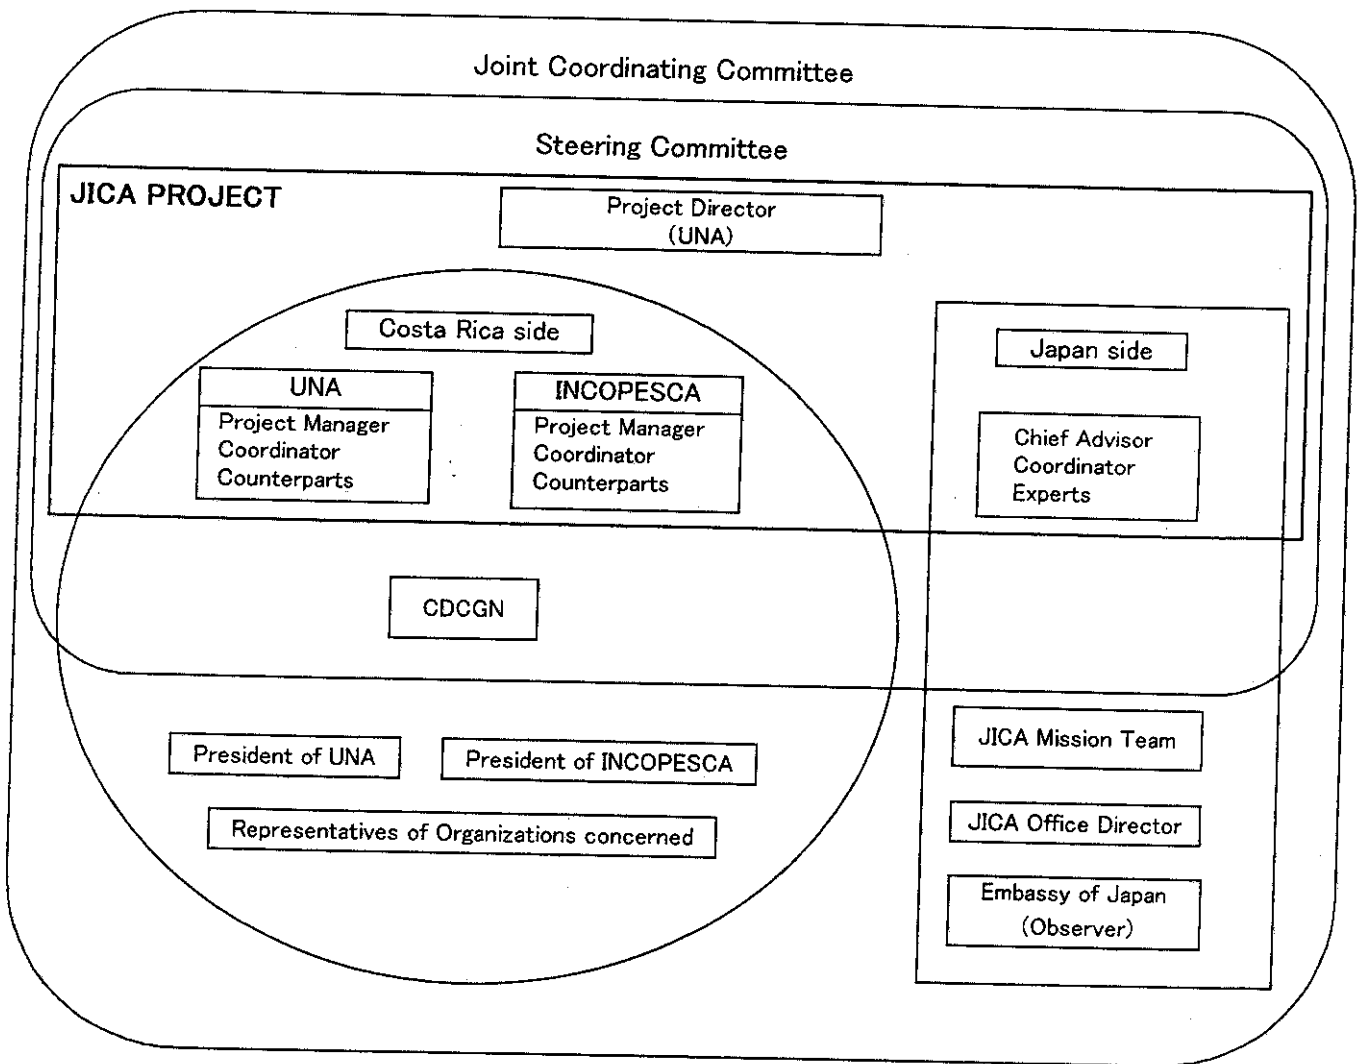 Joint Coordinating Committee
Steering Committee
JICA PROJECT
Project Director
(UNA)
Costa Rica side
Japan side
UNA
Project Manager
Coordinator
Counterparts
INCOPESCA
Project Manager
Coordinator
Counterparts
Chief Advisor
Coordinator
Experts
CDCGN
President of UNA
President of INCOPESCA
Representatives of Organizations concerned
JICA Mission Team
JICA Office Director
Embassy of Japan
(Observer)